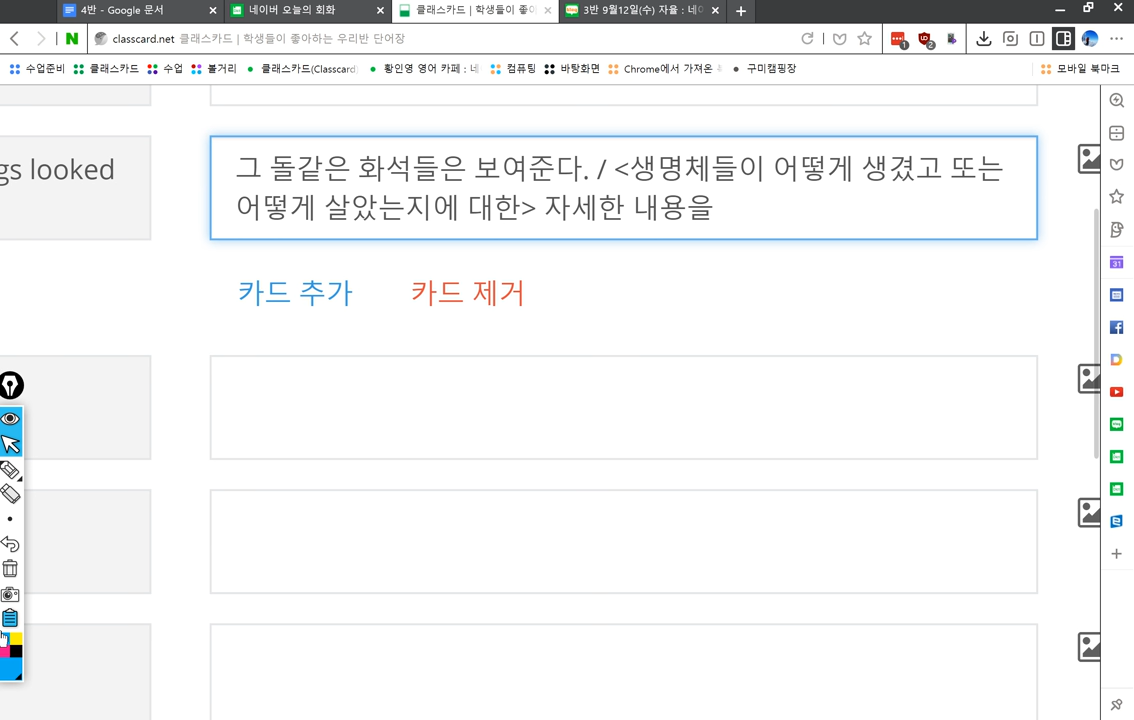 4반 - Google 문서
네이버 오늘의 회화
클래스카드 | 학생들이 좋아
3반 9월12일(수) 자율 : 네이
N classcard.net 클래스카드 | 학생들이 좋아하는 우리반 단어장
수업준비 클래스카드 수업 볼거리 클래스카드(Classcard 황인영 영어 카페 : 네 컴퓨팅 바탕화면 Chrome에서 가져온 구미캠핑장 모바일 북마크
gs looked
그 돌같은 화석들은 보여준다. / <생명체들이 어떻게 생겼고 또는
어떻게 살았는지에 대한> 자세한 내용을
카드 추가 카드 제거